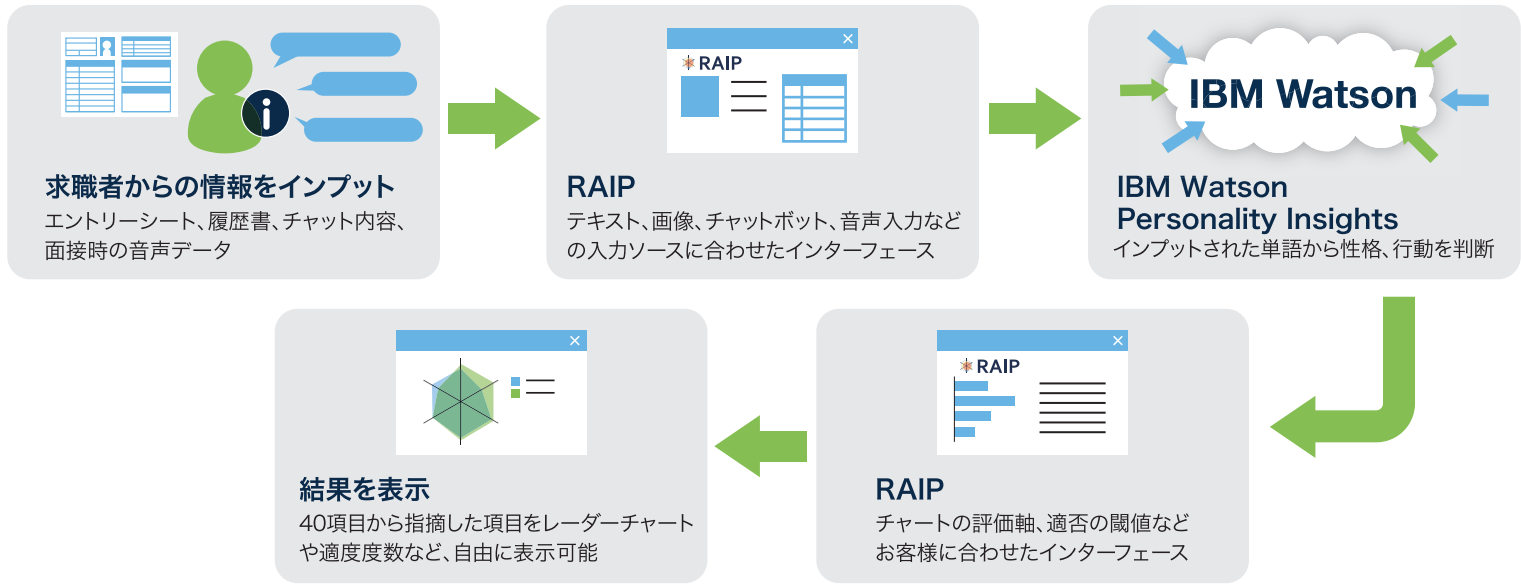 求職者からの情報をインプット
エントリーシート、履歴書、チャット内容、
面接時の音声データ
RAIP
RAIP
テキスト、画像、チャットボット、音声入力など
の入力ソースに合わせたインターフェース
IBM Watson
IBM Watson
Personality Insights
インプットされた単語から性格、行動を判断
RAIP
RAIP
チャートの評価軸、適否の閾値など
お客様に合わせたインターフェース
結果を表示
40項目から指摘した項目をレーダーチャート
や適度度数など、自由に表示可能